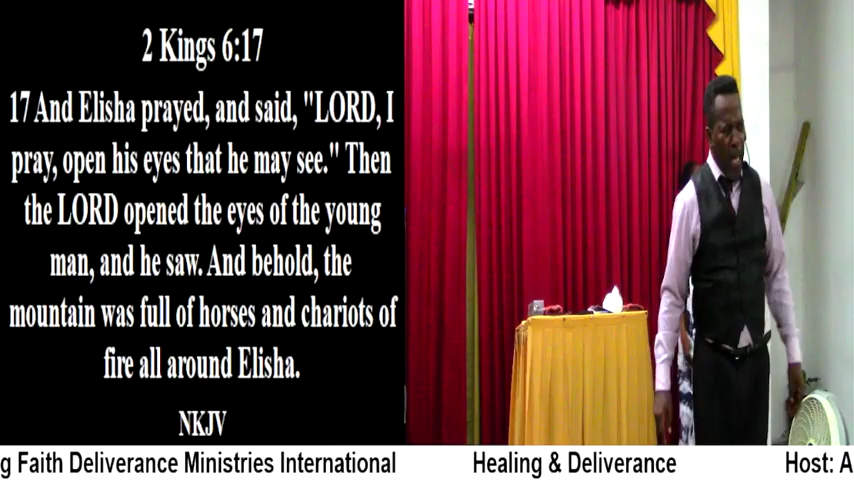 2 Kings 6:17
17 And Elisha prayed, and said, "LORD, I
pray, open his eyes that he may see." Then
the LORD opened the eyes of the young
man, and he saw. And behold, the
mountain was full of horses and chariots of
fire all around Elisha.
NKJV
g Faith Deliverance Ministries International Healing & Deliverance Host: A